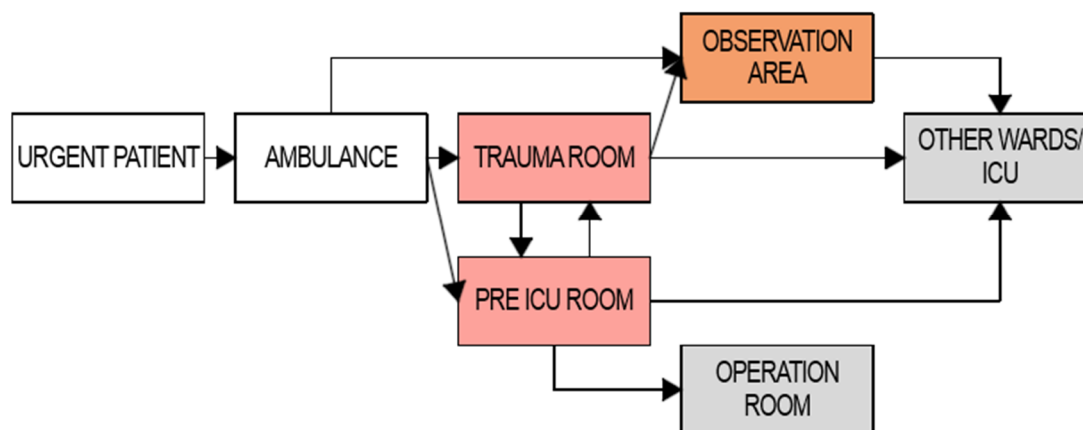 OBSERVATION
AREA
URGENT PATIENT
AMBULANCE
TRAUMA ROOM
OTHER WARDS/
ICU
PRE ICU ROOM
OPERATION
ROOM